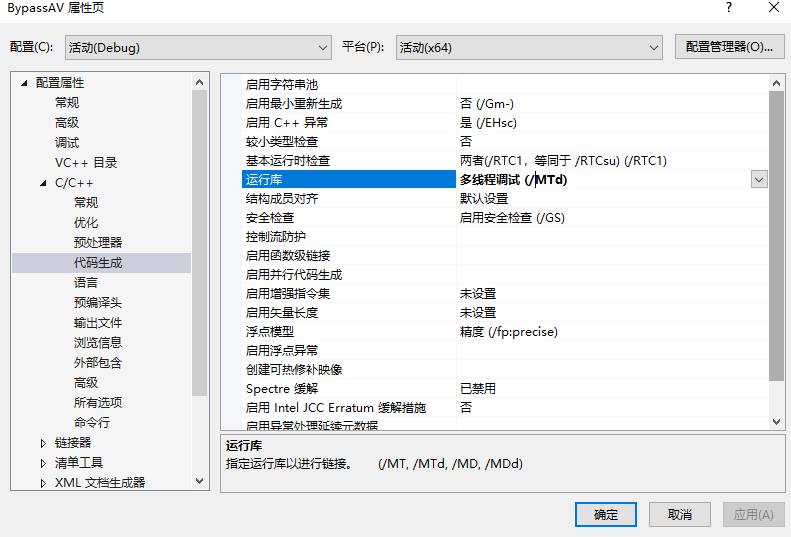 BypassAV 属性页
?
配置(C):
活动(Debug)
平台(P):
活动(x64)
配置管理器(O)...
配置属性
常规
高级
调试
VC++ 目录
C/C++
常规
优化
预处理器
代码生成
语言
预编译头
输出文件
浏览信息
外部包含
高级
所有选项
命令行
链接器
清单工具
XML 文档生成器
启用字符串池
启用最小重新生成 否 (/Gm-)
启用 C++ 异常 是 (/EHsc)
较小类型检查 否
基本运行时检查 两者(/RTC1，等同于 /RTCsu) (/RTC1)
运行库 多线程调试 (/MTd)
结构成员对齐 默认设置
安全检查 启用安全检查 (/GS)
控制流防护
启用函数级链接
启用并行代码生成
启用增强指令集 未设置
启用矢量长度 未设置
浮点模型 精度 (/fp:precise)
启用浮点异常
创建可热修补映像
Spectre 缓解 已禁用
启用 Intel JCC Erratum 缓解措施 否
启用异常处理延续元数据
运行库
指定运行库以进行链接。 (/MT, /MTd, /MD, /MDd)
确定
取消
应用(A)